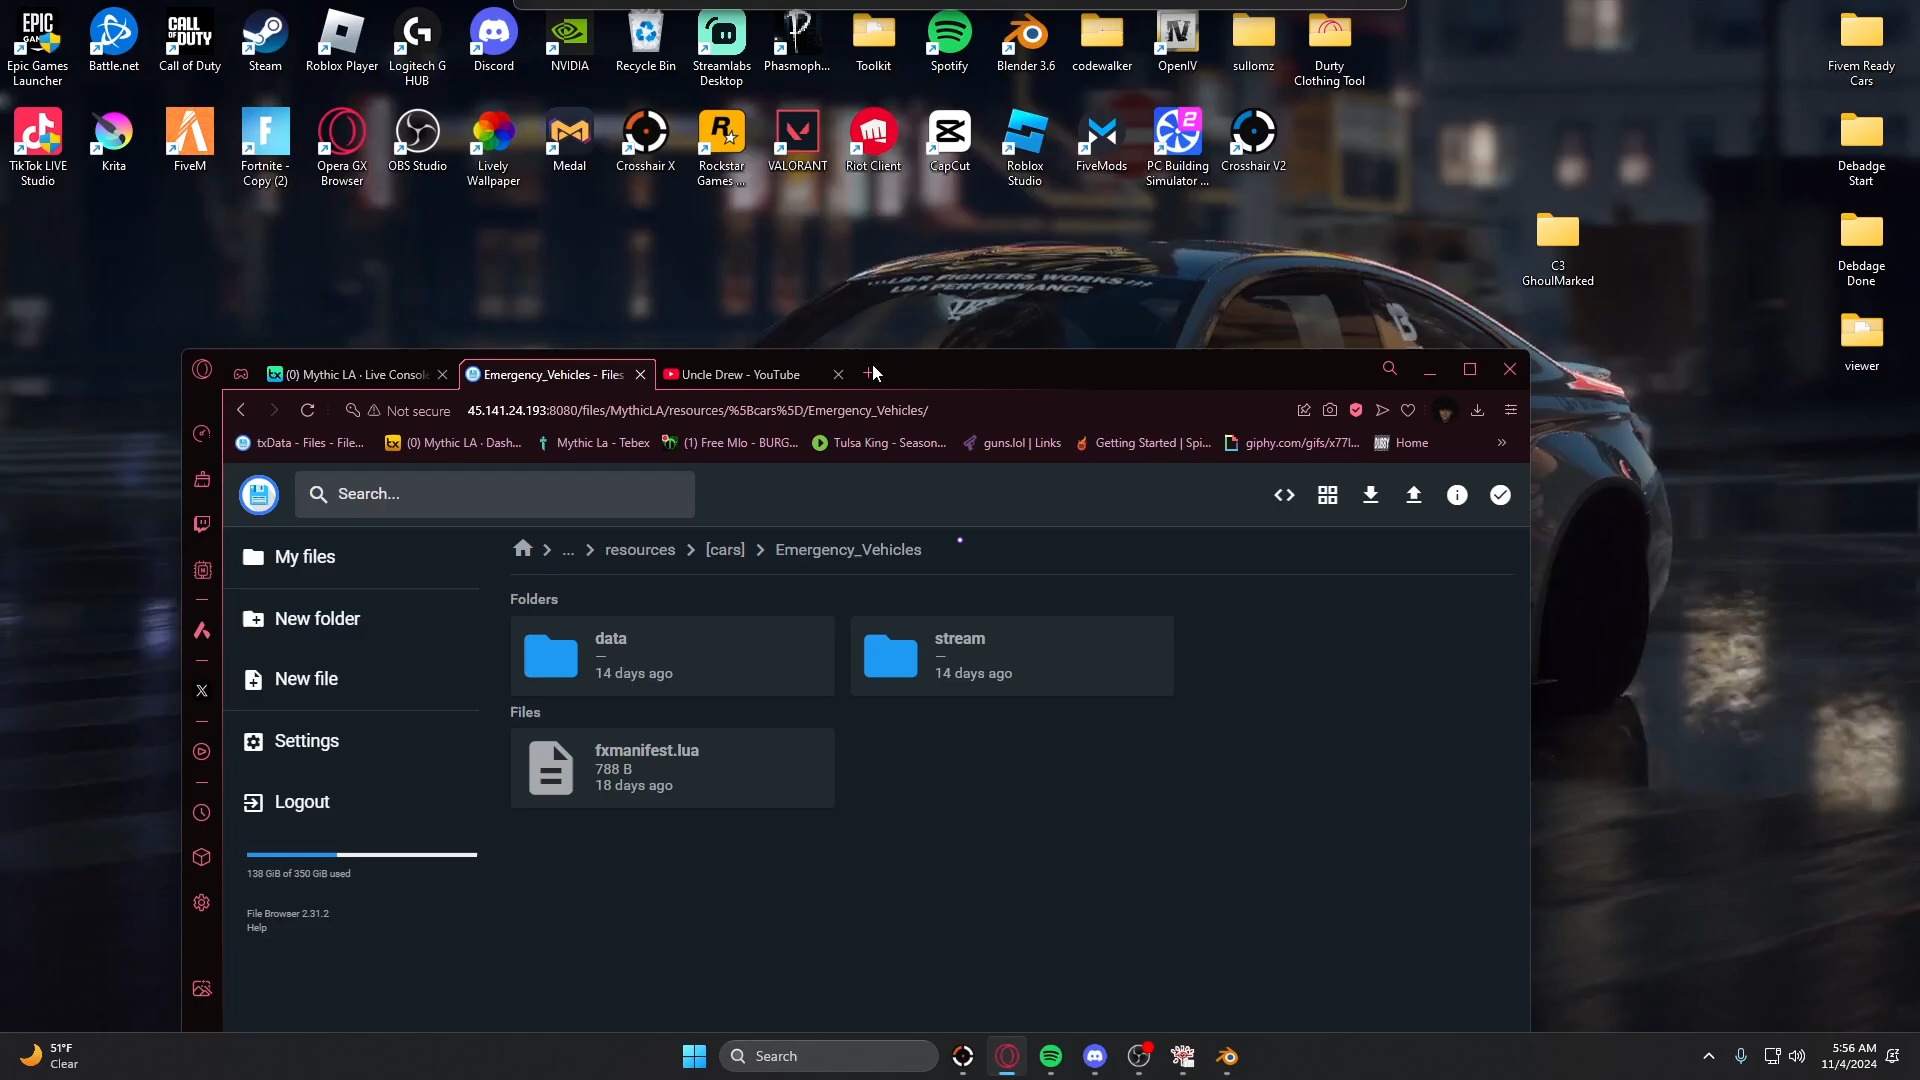 Epic Games Launcher
Battle.net
Call of Duty
Steam
Roblox Player
Logitech G HUB
Discord
NVIDIA
Recycle Bin
Streamlabs Desktop
Phasmoph...
Toolkit
Spotify
Blender 3.6
codewalker
OpenIV
sullomz
Durty Clothing Tool
Fivem Ready Cars
TikTok LIVE Studio
Krita
FiveM
Fortnite - Copy (2)
Opera GX Browser
OBS Studio
Lively Wallpaper
Medal
Crosshair X
Rockstar Games ...
VALORANT
Riot Client
CapCut
Roblox Studio
FiveMods
PC Building Simulator ...
Crosshair V2
Debadge Start
C3 GhoulMarked
Debdage Done
viewer
LB★R FIGHTERS WORKS
LB★PERFORMANCE
(0) Mythic LA · Live Console
Emergency_Vehicles - Files
Uncle Drew - YouTube
Not secure 45.141.24.193:8080/files/MythicLA/resources/%5Bcars%5D/Emergency_Vehicles/
txData - Files - File...
(0) Mythic LA · Dash...
Mythic La - Tebex
(1) Free Mlo - BURG...
Tulsa King - Season...
guns.lol | Links
Getting Started | Spi...
giphy.com/gifs/x77l...
Home
Search...
My files
New folder
New file
Settings
Logout
138 GiB of 350 GiB used
File Browser 2.31.2
Help
... resources [cars] Emergency_Vehicles
Folders
data
—
14 days ago
stream
—
14 days ago
Files
fxmanifest.lua
788 B
18 days ago
51°F
Clear
Search
5:56 AM
11/4/2024